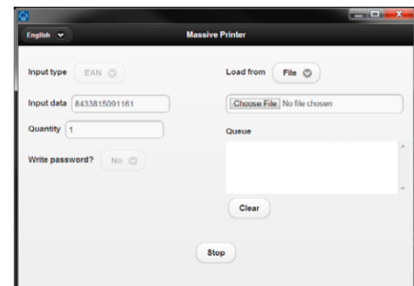 English
Massive Printer
Input type EAN
Load from File
Input data 8433815091161
Choose File No file chosen
Quantity 1
Queue
Write password? No
Clear
Stop